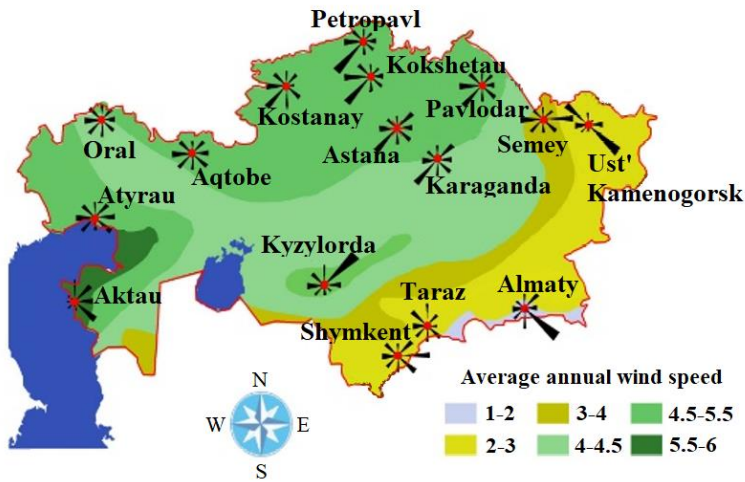 Petropavl
Kokshetau
Kostanay
Pavlodar
Oral
Astana
Semey
Aqtobe
Ust'
Kamenogorsk
Karaganda
Atyrau
Kyzylorda
Aktau
Taraz
Almaty
Shymkent
Average annual wind speed
N
W E
S
1-2 3-4 4.5-5.5
2-3 4-4.5 5.5-6